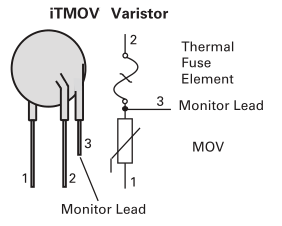 iTMOV Varistor
2
Thermal
Fuse
Element
3
Monitor Lead
3
MOV
1
2
1
Monitor Lead